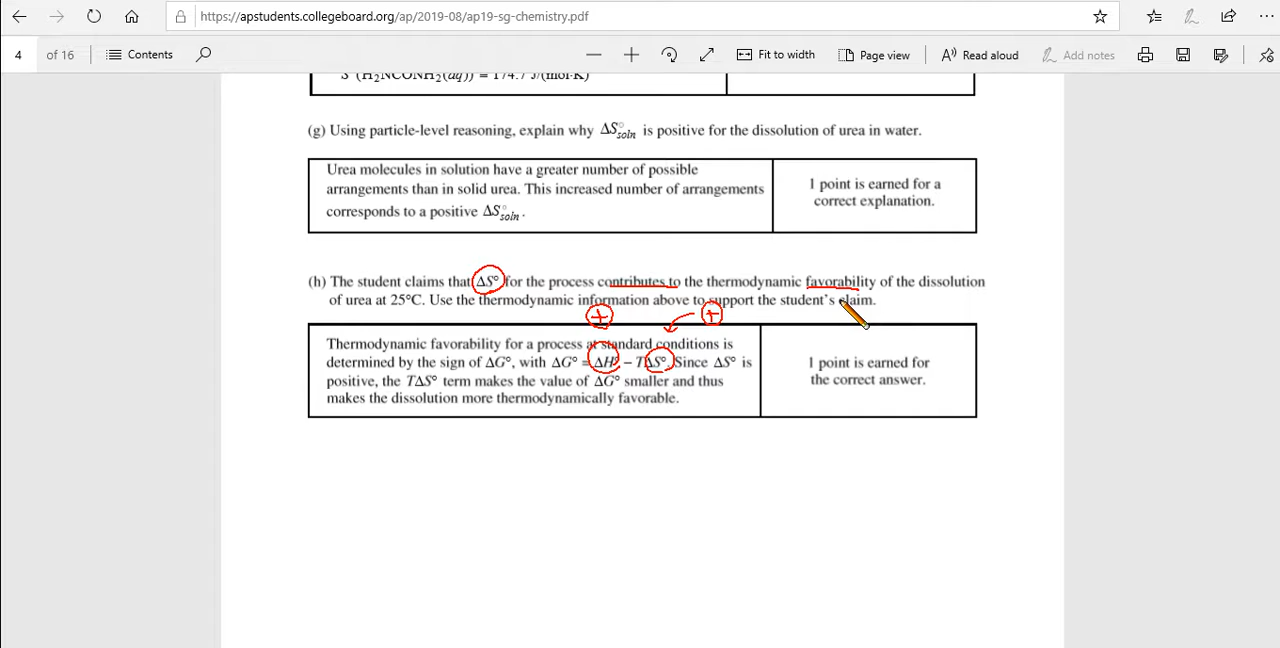 https://apstudents.collegeboard.org/ap/2019-08/ap19-sg-chemistry.pdf
4 of 16 Contents Fit to width Page view Read aloud Add notes
S°(H₂NCONH₂(aq)) = 174.7 J/(mol·K)
(g) Using particle-level reasoning, explain why ΔS°soln is positive for the dissolution of urea in water.
Urea molecules in solution have a greater number of possible
arrangements than in solid urea. This increased number of arrangements
corresponds to a positive ΔS°soln.
1 point is earned for a
correct explanation.
(h) The student claims that ΔS° for the process contributes to the thermodynamic favorability of the dissolution
of urea at 25°C. Use the thermodynamic information above to support the student's claim.
+ +
Thermodynamic favorability for a process at standard conditions is
determined by the sign of ΔG°, with ΔG° = ΔH° − TΔS°. Since ΔS° is
positive, the TΔS° term makes the value of ΔG° smaller and thus
makes the dissolution more thermodynamically favorable.
1 point is earned for
the correct answer.